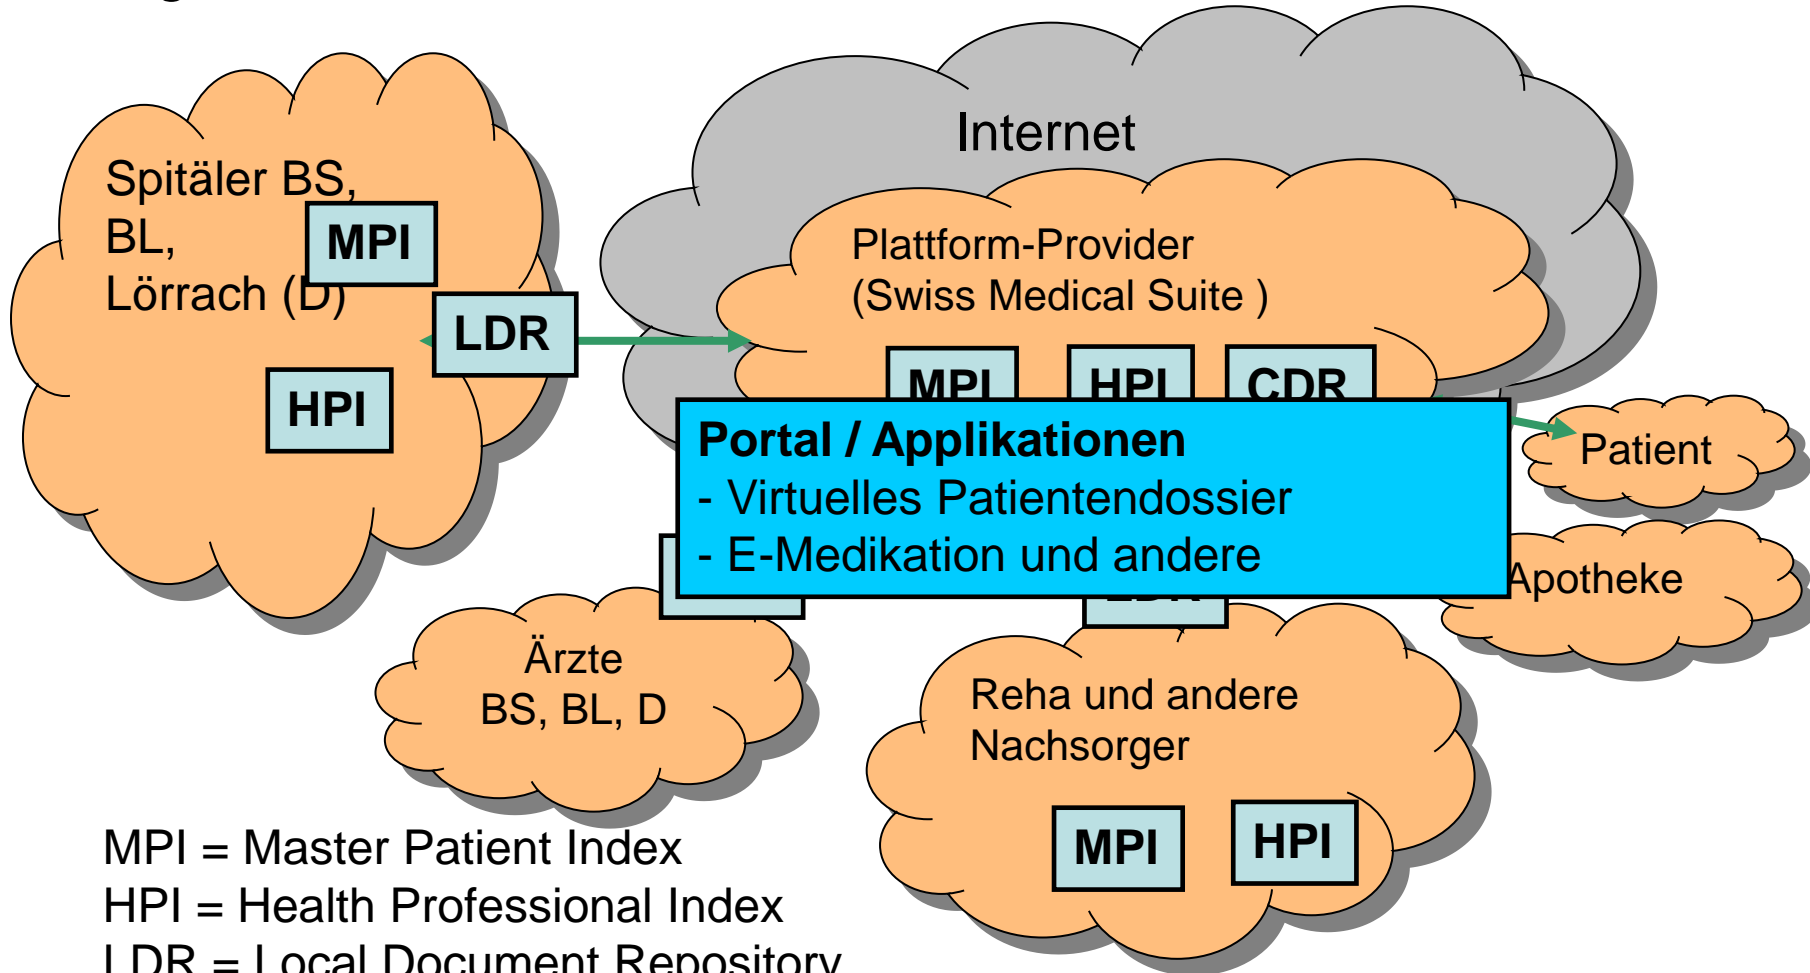 Internet
Spitäler BS,
BL,
Lörrach (D)
MPI
LDR
HPI
Plattform-Provider
(Swiss Medical Suite )
MPI
HPI
CDR
Portal / Applikationen
- Virtuelles Patientendossier
- E-Medikation und andere
Patient
Apotheke
LDR
Ärzte
BS, BL, D
Reha und andere
Nachsorger
MPI
HPI
MPI = Master Patient Index
HPI = Health Professional Index
LDR = Local Document Repository